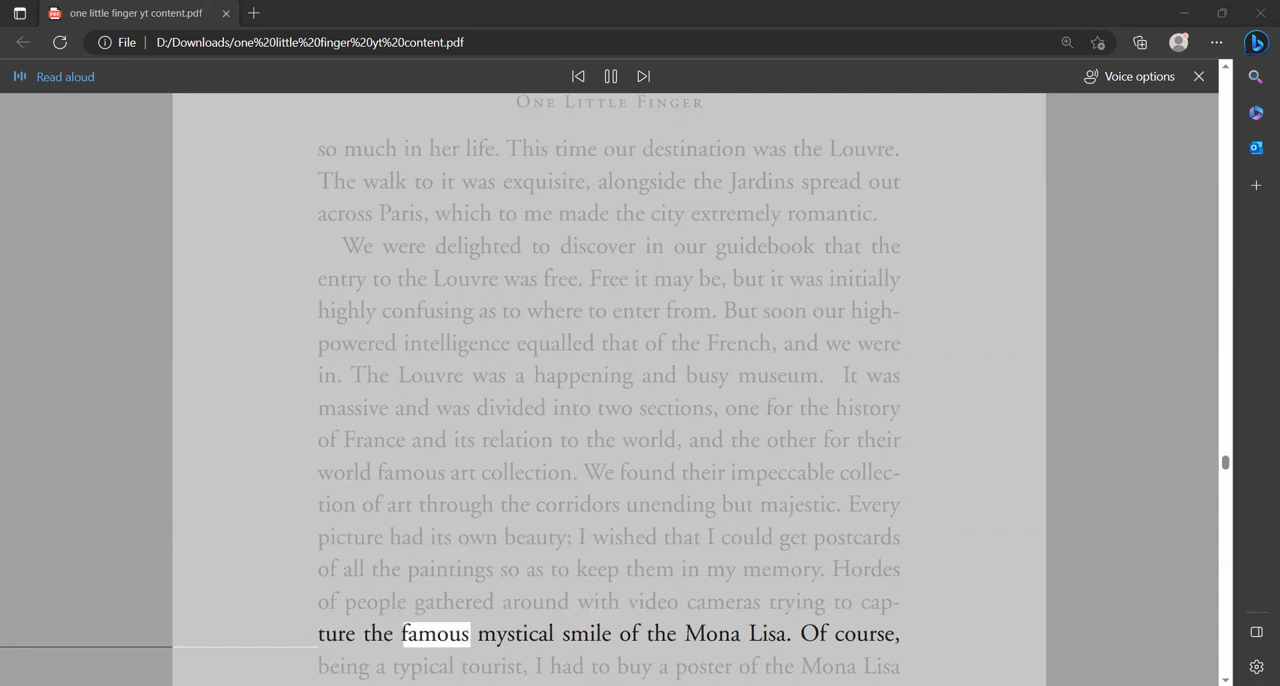 one little finger yt content.pdf
File
D:/Downloads/one%20little%20finger%20yt%20content.pdf
Read aloud
Voice options
ONE LITTLE FINGER
so much in her life. This time our destination was the Louvre.
The walk to it was exquisite, alongside the Jardins spread out
across Paris, which to me made the city extremely romantic.
We were delighted to discover in our guidebook that the
entry to the Louvre was free. Free it may be, but it was initially
highly confusing as to where to enter from. But soon our high-
powered intelligence equalled that of the French, and we were
in. The Louvre was a happening and busy museum. It was
massive and was divided into two sections, one for the history
of France and its relation to the world, and the other for their
world famous art collection. We found their impeccable collec-
tion of art through the corridors unending but majestic. Every
picture had its own beauty; I wished that I could get postcards
of all the paintings so as to keep them in my memory. Hordes
of people gathered around with video cameras trying to cap-
ture the famous mystical smile of the Mona Lisa. Of course,
being a typical tourist, I had to buy a poster of the Mona Lisa